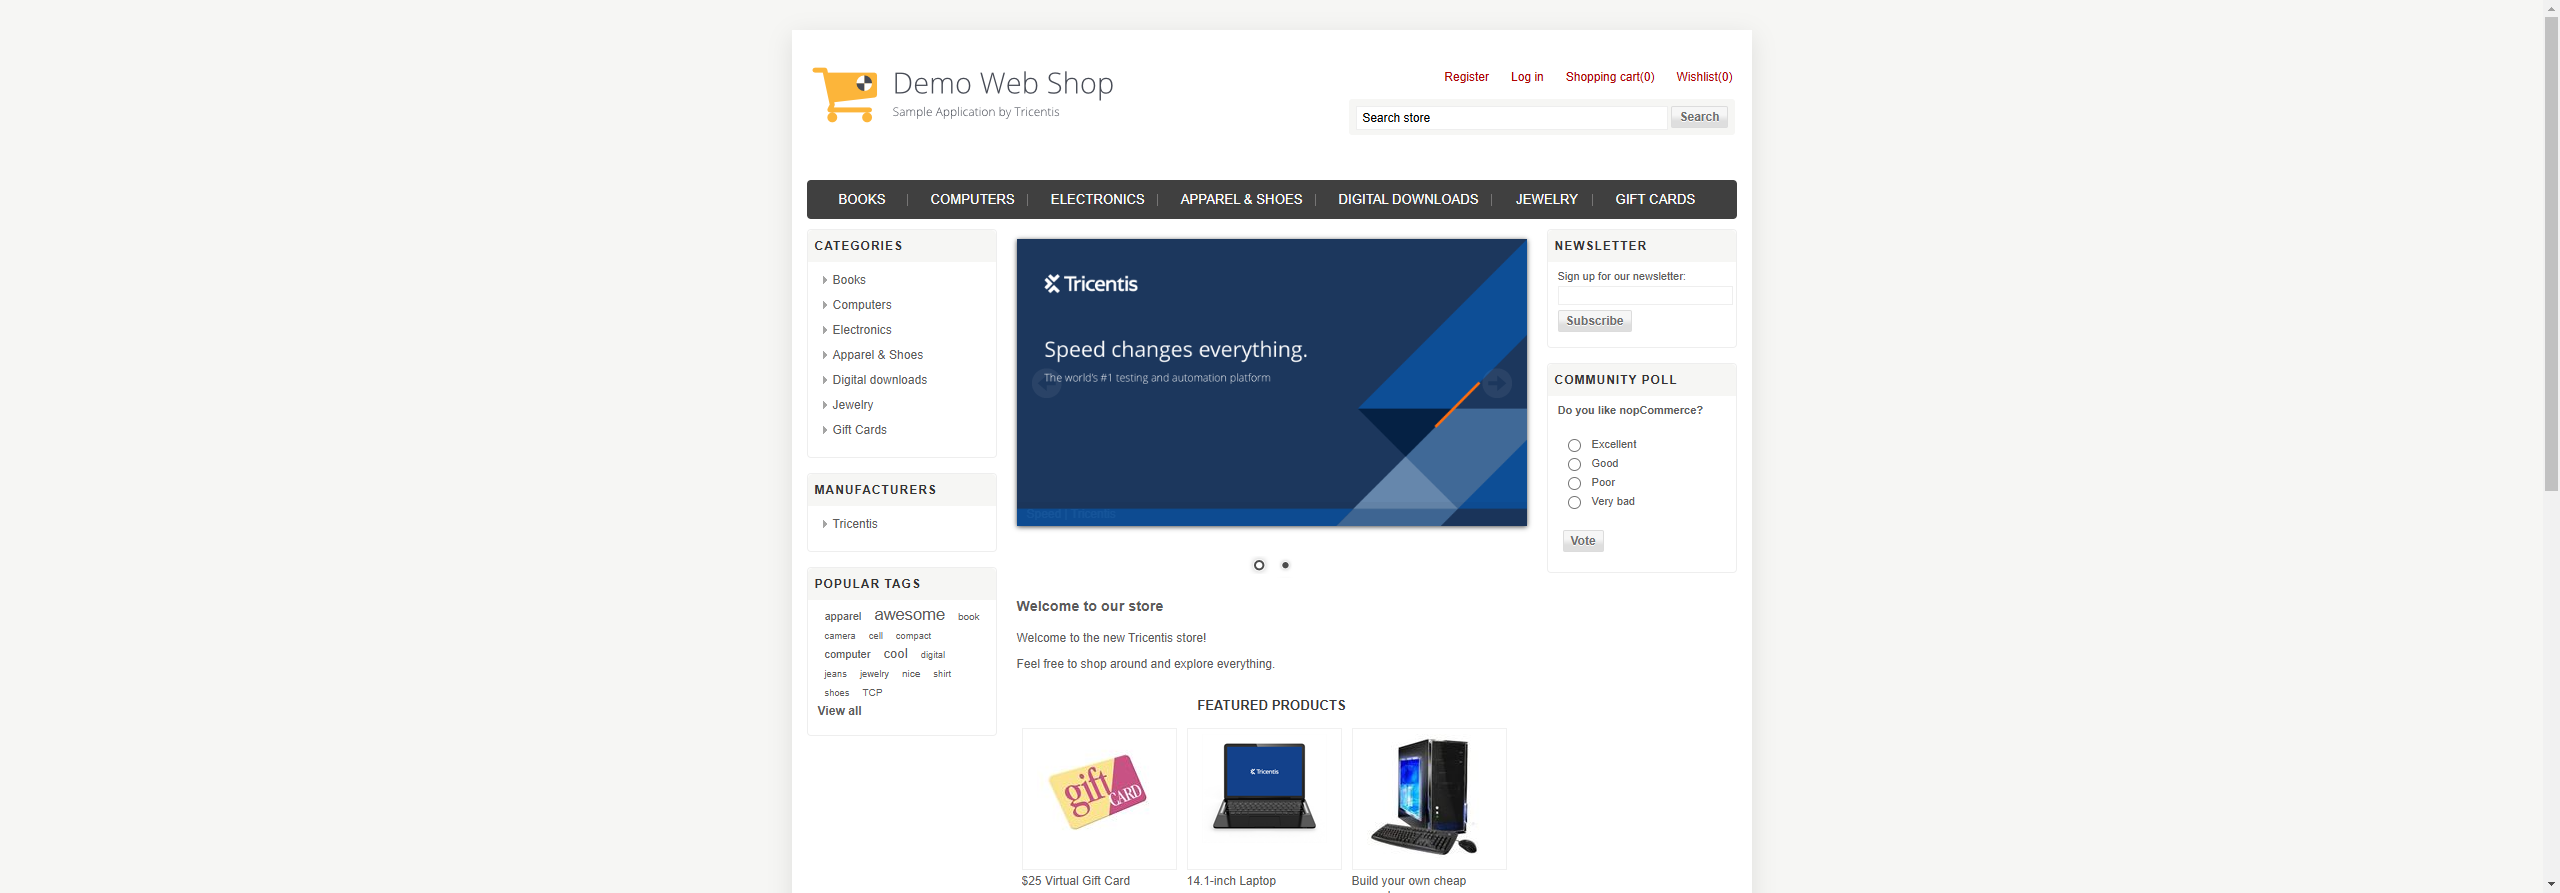 Demo Web Shop
Sample Application by Tricentis
Register Log in Shopping cart(0) Wishlist(0)
Search store Search
BOOKS COMPUTERS ELECTRONICS APPAREL & SHOES DIGITAL DOWNLOADS JEWELRY GIFT CARDS
CATEGORIES
Books
Computers
Electronics
Apparel & Shoes
Digital downloads
Jewelry
Gift Cards
MANUFACTURERS
Tricentis
POPULAR TAGS
apparel awesome book
camera cell compact
computer cool digital
jeans jewelry nice shirt
shoes TCP
View all
Tricentis
Speed changes everything.
The world's #1 testing and automation platform
Speed | Tricentis
Welcome to our store
Welcome to the new Tricentis store!
Feel free to shop around and explore everything.
FEATURED PRODUCTS
gift CARD
Tricentis
$25 Virtual Gift Card
14.1-inch Laptop
Build your own cheap
NEWSLETTER
Sign up for our newsletter:
Subscribe
COMMUNITY POLL
Do you like nopCommerce?
Excellent
Good
Poor
Very bad
Vote